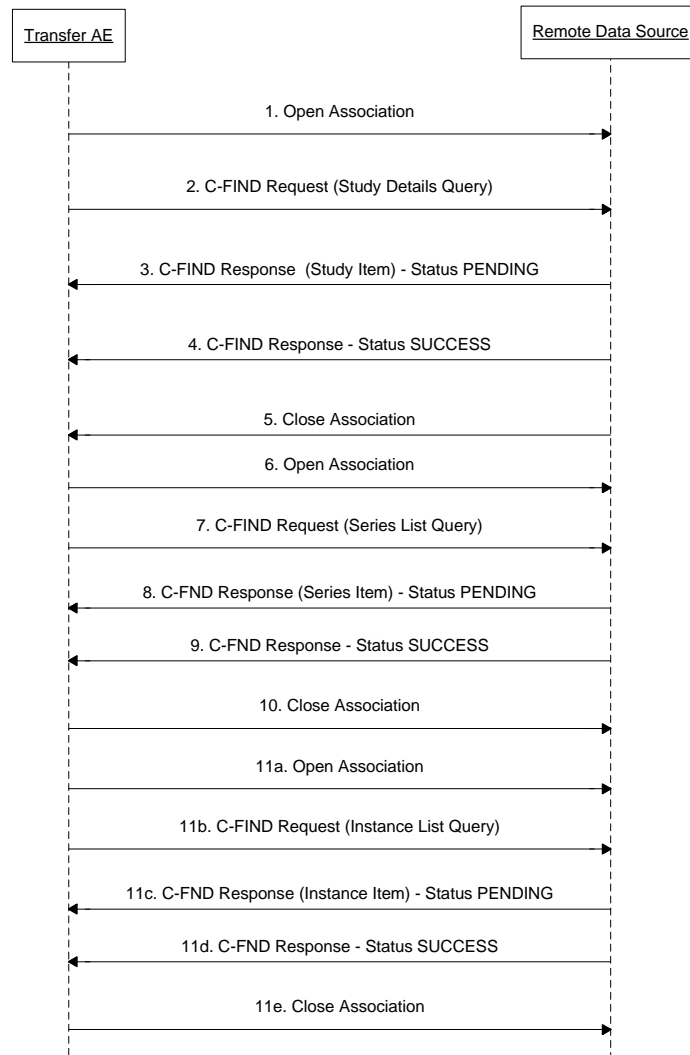 Transfer AE
Remote Data Source
1. Open Association
2. C-FIND Request (Study Details Query)
3. C-FIND Response  (Study Item) - Status PENDING
4. C-FIND Response - Status SUCCESS
5. Close Association
6. Open Association
7. C-FIND Request (Series List Query)
8. C-FND Response (Series Item) - Status PENDING
9. C-FND Response - Status SUCCESS
10. Close Association
11a. Open Association
11b. C-FIND Request (Instance List Query)
11c. C-FND Response (Instance Item) - Status PENDING
11d. C-FND Response - Status SUCCESS
11e. Close Association